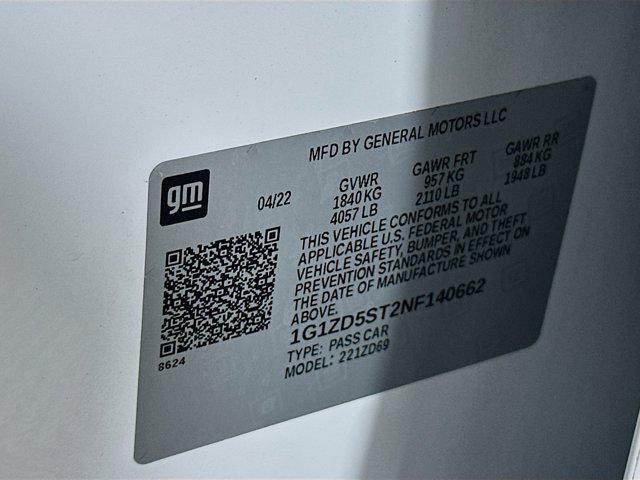 MFD BY GENERAL MOTORS LLC
gm
04/22
GVWR
1840 KG
4057 LB
GAWR FRT
957 KG
2110 LB
GAWR RR
884 KG
1948 LB
THIS VEHICLE CONFORMS TO ALL
APPLICABLE U.S. FEDERAL MOTOR
VEHICLE SAFETY, BUMPER, AND THEFT
PREVENTION STANDARDS IN EFFECT ON
THE DATE OF MANUFACTURE SHOWN
ABOVE.
1G1ZD5ST2NF140662
TYPE: PASS CAR
MODEL: 221ZD69
8624